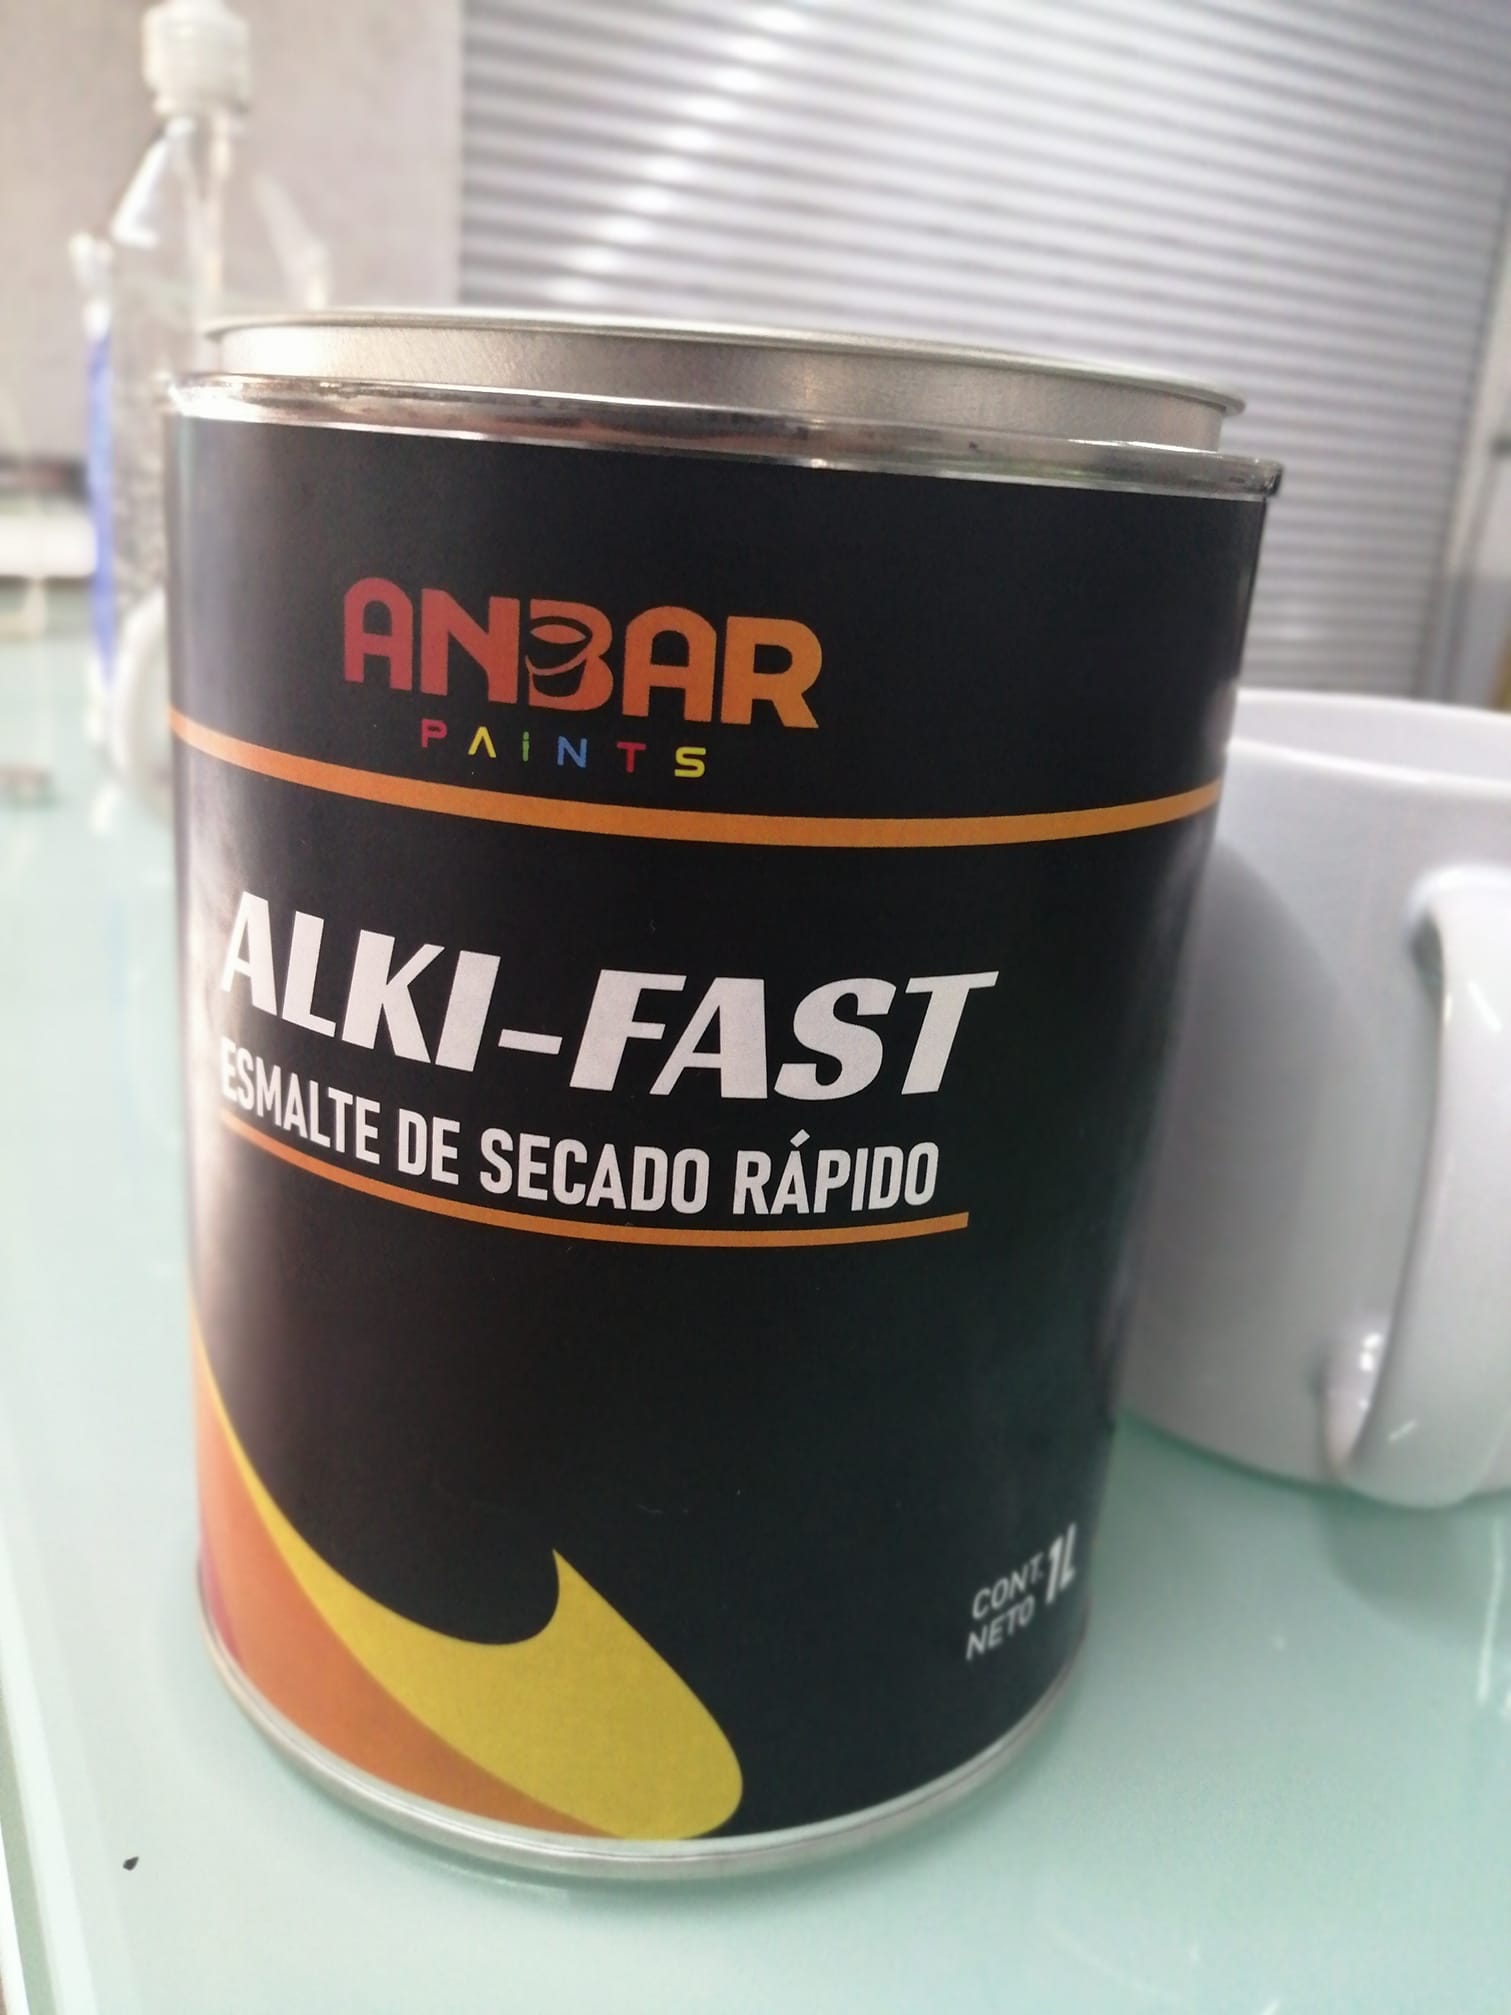 ANBAR
PAINTS
ALKI-FAST
ESMALTE DE SECADO RÁPIDO
CONT. 1L
NETO